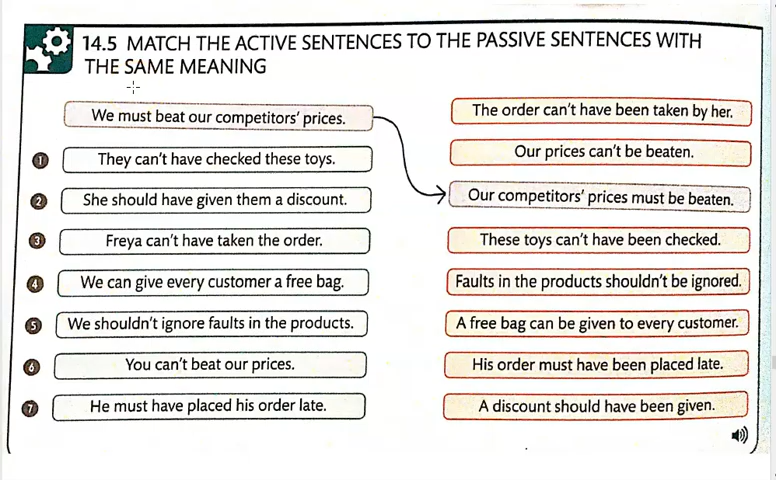 14.5 MATCH THE ACTIVE SENTENCES TO THE PASSIVE SENTENCES WITH
THE SAME MEANING
We must beat our competitors' prices.
1 They can't have checked these toys.
2 She should have given them a discount.
3 Freya can't have taken the order.
4 We can give every customer a free bag.
5 We shouldn't ignore faults in the products.
6 You can't beat our prices.
7 He must have placed his order late.
The order can't have been taken by her.
Our prices can't be beaten.
Our competitors' prices must be beaten.
These toys can't have been checked.
Faults in the products shouldn't be ignored.
A free bag can be given to every customer.
His order must have been placed late.
A discount should have been given.